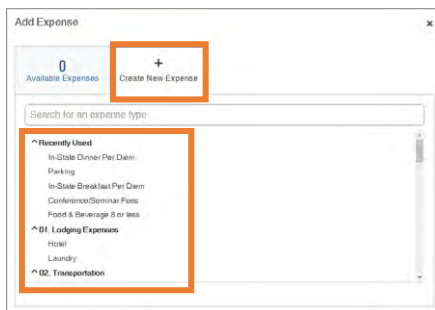 Add Expense ×
0
Available Expenses
+
Create New Expense
Search for an expense type
^ Recently Used
In-State Dinner Per Diem
Parking
In-State Breakfast Per Diem
Conference/Seminar Fees
Food & Beverage 8 or less
^ 01. Lodging Expenses
Hotel
Laundry
^ 02. Transportation